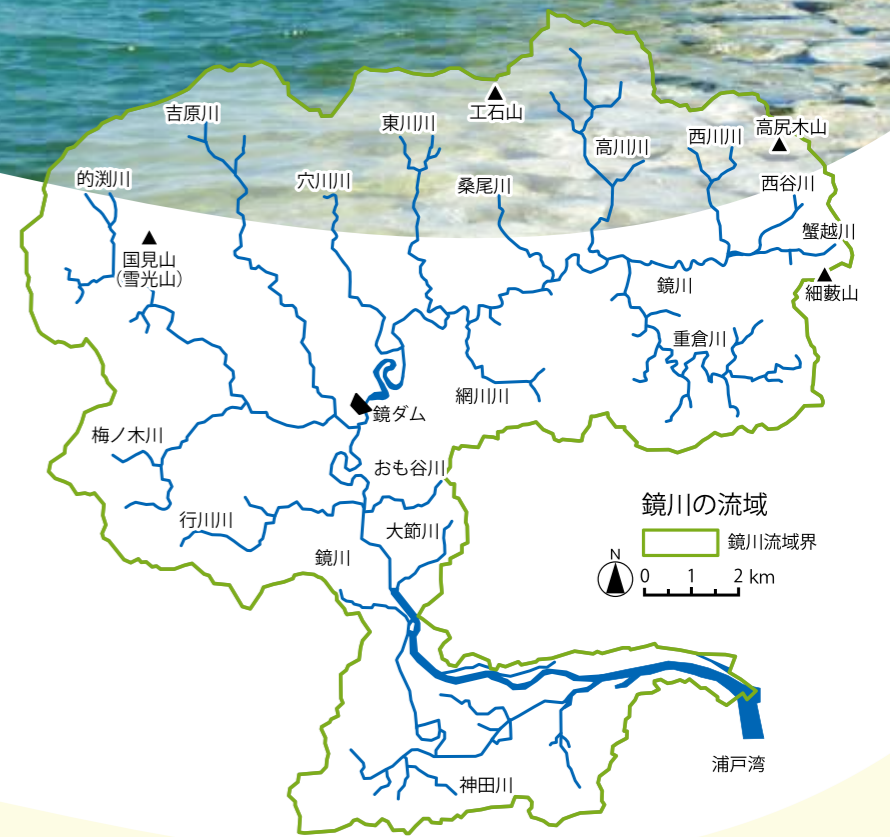 吉原川
東川川
工石山
高川川
西川川
高尻木山
的渕川
穴川川
桑尾川
西谷川
蟹越川
国見山
(雪光山)
鏡川
細藪山
重倉川
鏡ダム
網川川
梅ノ木川
おも谷川
行川川
大節川
鏡川
鏡川の流域
鏡川流域界
N
0 1 2 km
神田川
浦戸湾